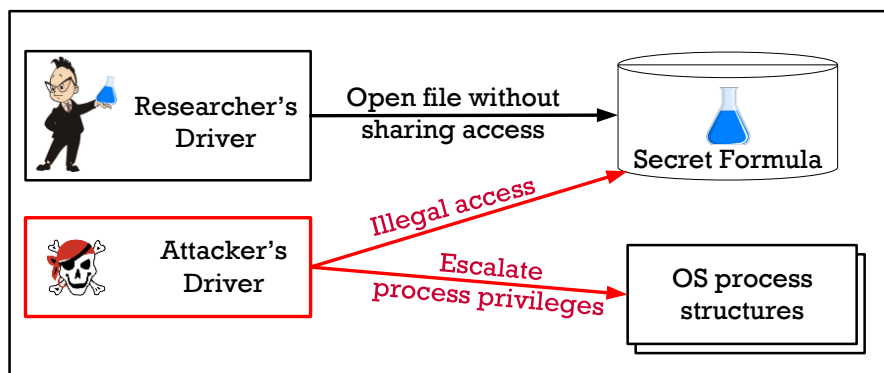 Researcher's
Driver
Open file without
sharing access
Secret Formula
Illegal access
Attacker's
Driver
Escalate
process privileges
OS process
structures